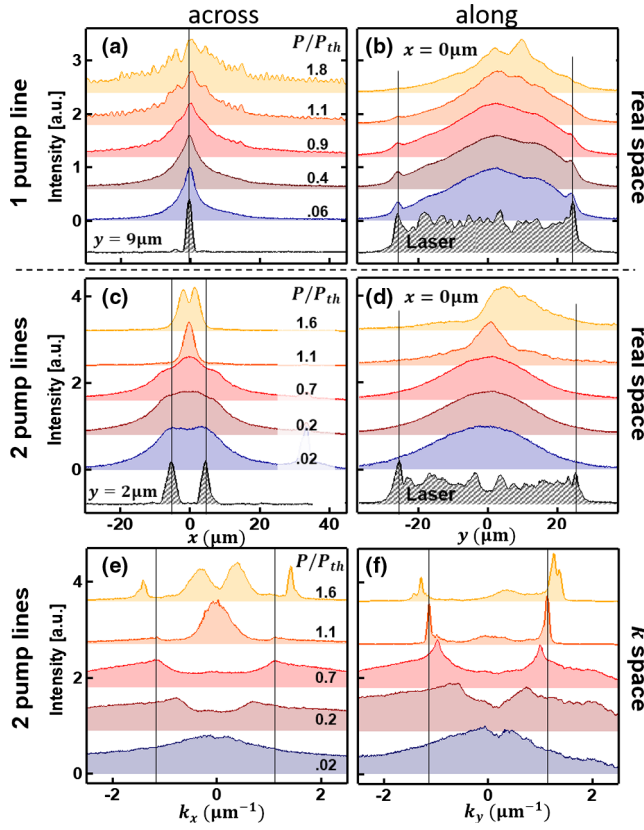 across
along
1 pump line
Intensity [a.u.]
(a)
P/P_th
1.8
1.1
0.9
0.4
.06
y = 9μm
3
2
1
0
(b)
x = 0μm
Laser
real space
2 pump lines
Intensity [a.u.]
(c)
P/P_th
1.6
1.1
0.7
0.2
.02
y = 2μm
4
2
0
-20 0 20 40
x (μm)
(d)
x = 0μm
Laser
-20 0 20
y (μm)
real space
2 pump lines
Intensity [a.u.]
(e)
P/P_th
1.6
1.1
0.7
0.2
.02
4
2
0
-2 0 2
k_x (μm⁻¹)
(f)
-2 0 2
k_y (μm⁻¹)
k space